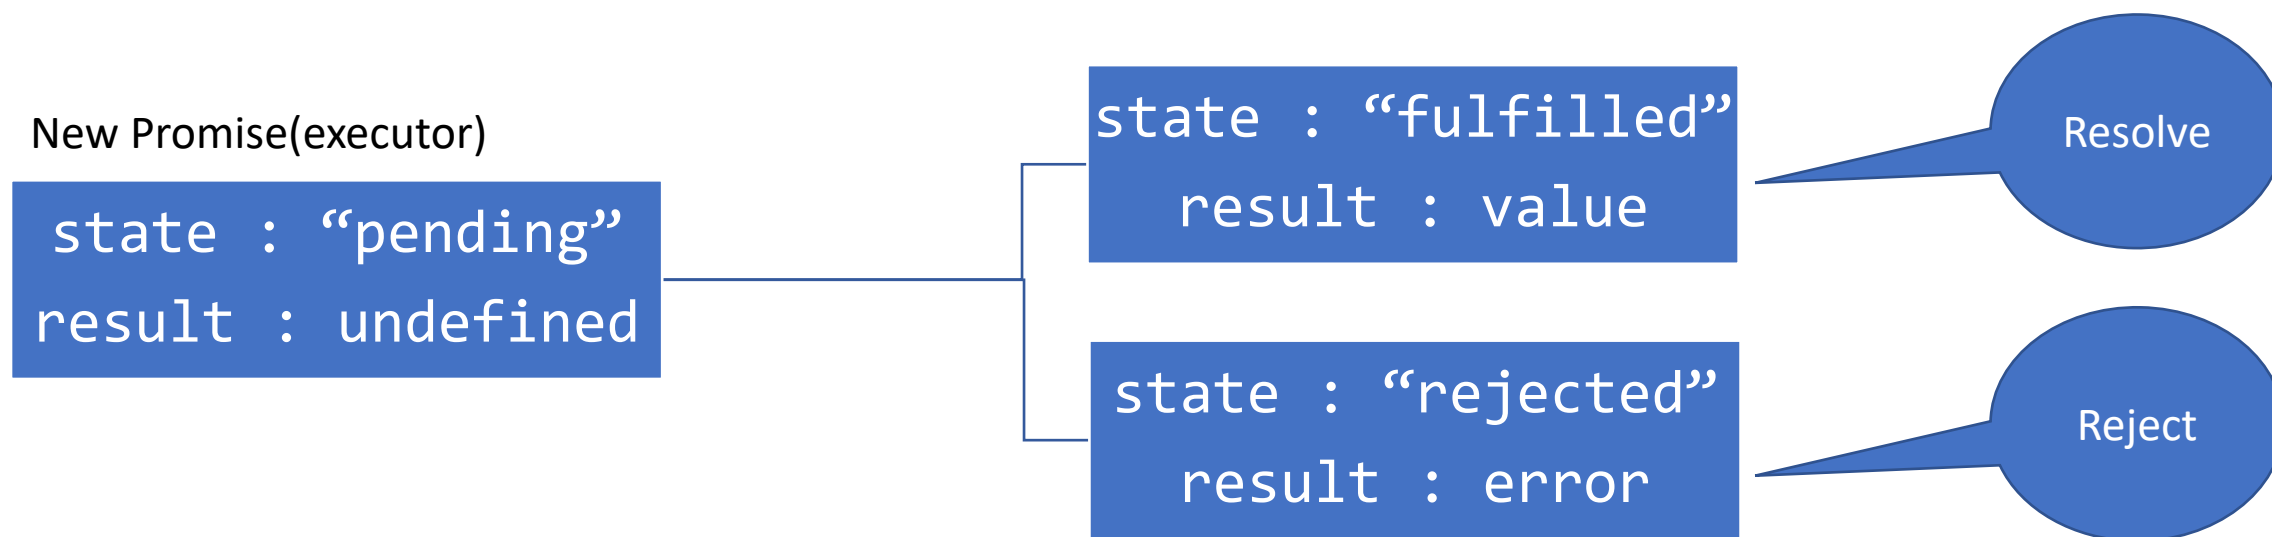 New Promise(executor)
state : “pending”
result : undefined
state : “fulfilled”
result : value
Resolve
state : “rejected”
result : error
Reject